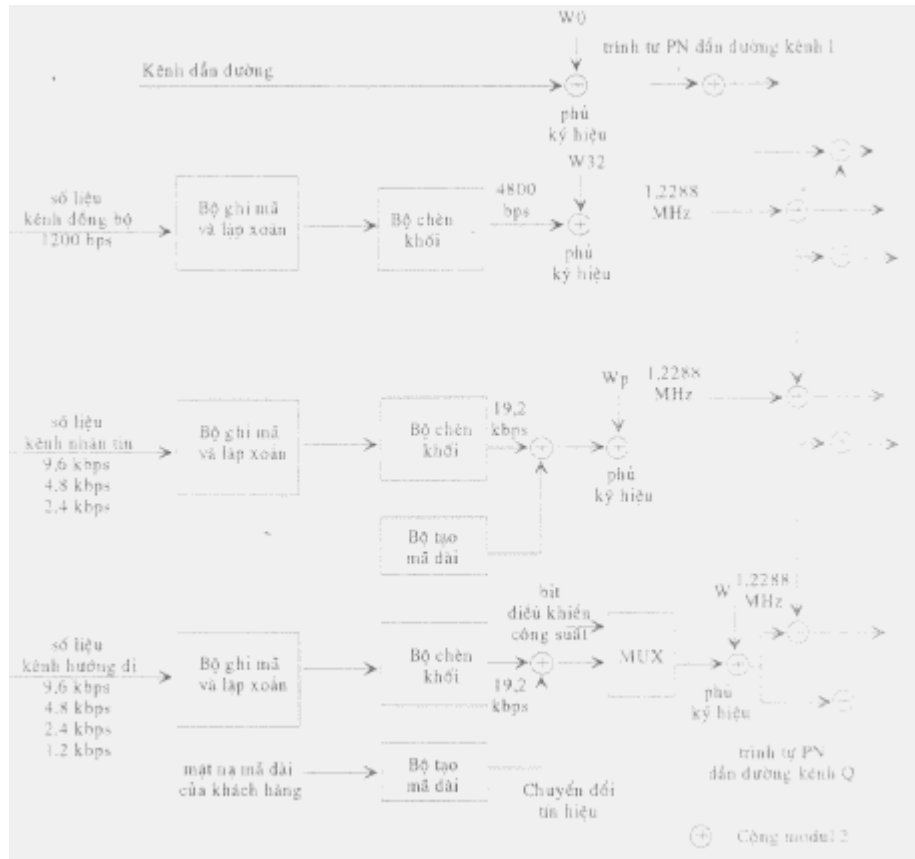 W0
trình tự PN dẫn đường kênh I
Kênh dẫn đường
phủ
ký hiệu
W32
số liệu
kênh đồng bộ
1200 bps
Bộ ghi mã
và lặp xoắn
Bộ chèn
khối
4800
bps
phủ
ký hiệu
1,2288
MHz
số liệu
kênh nhắn tin
9,6 kbps
4.8 kbps
2.4 kbps
Bộ ghi mã
và lặp xoắn
Bộ chèn
khối
19,2
kbps
Wp
1,2288
MHz
phủ
ký hiệu
Bộ tạo
mã dài
bit
điều khiển
công suất
W
1,2288
MHz
số liệu
kênh hướng đi
9,6 kbps
4.8 kbps
2.4 kbps
1.2 kbps
Bộ ghi mã
và lặp xoắn
Bộ chèn
khối
19,2
kbps
MUX
phủ
ký hiệu
mặt nạ mã dài
của khách hàng
Bộ tạo
mã dài
Chuyển đổi
tín hiệu
trình tự PN
dẫn đường kênh Q
Cộng modul 2